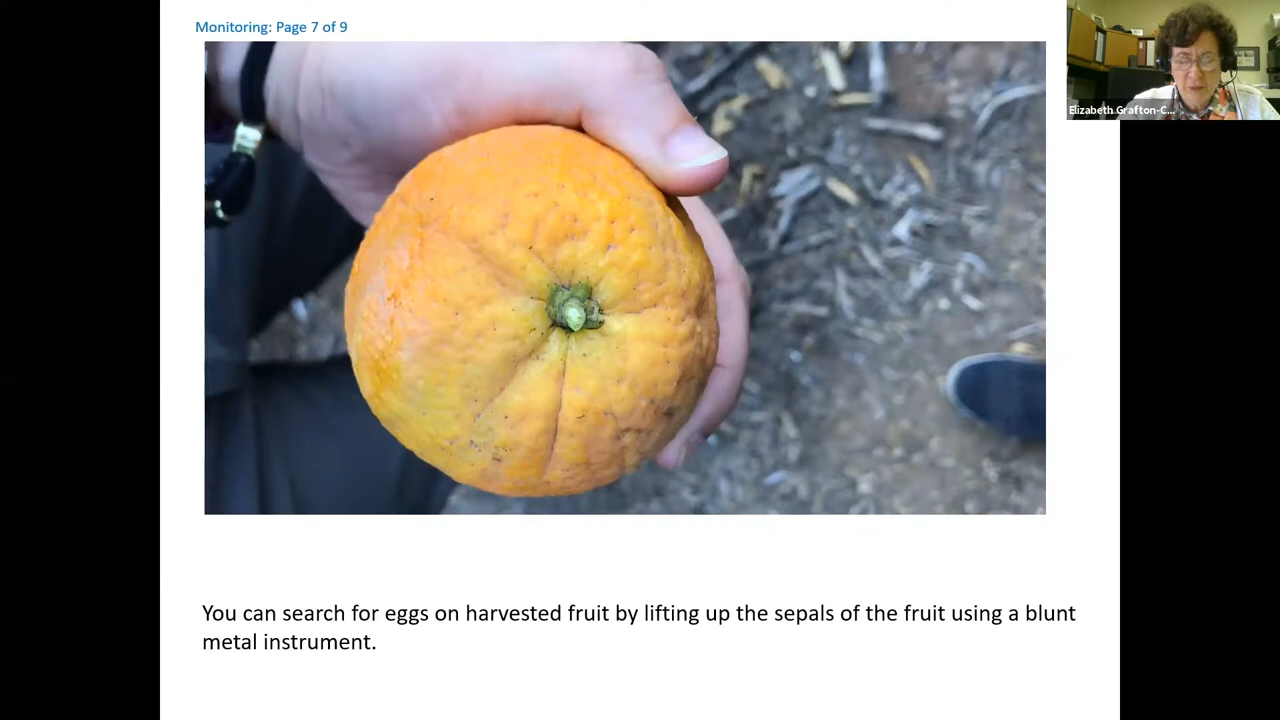 Monitoring: Page 7 of 9
Elizabeth Grafton-C...
You can search for eggs on harvested fruit by lifting up the sepals of the fruit using a blunt
metal instrument.